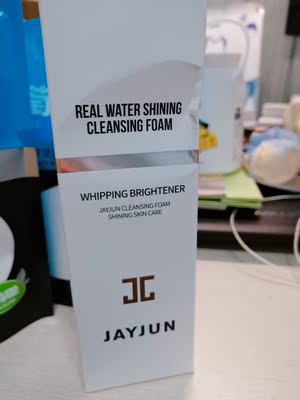 REAL WATER SHINING
CLEANSING FOAM
WHIPPING BRIGHTENER
JAYJUN CLEANSING FOAM
SHINING SKIN CARE
JAYJUN